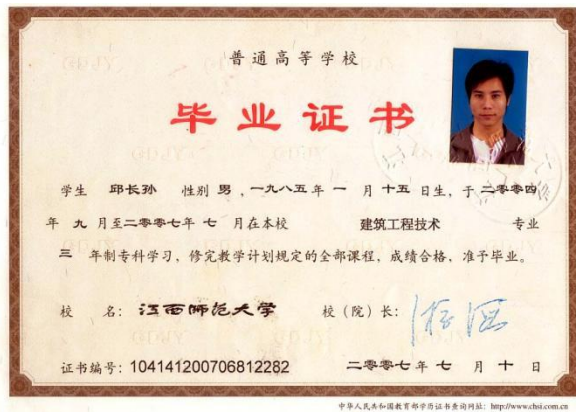 普通高等学校
毕业证书
学生 邱长孙 性别 男，一九八五年 一 月 十五 日生，于 二零零四
年 九 月至二零零七年 七 月在本校 建筑工程技术 专业
三 年制专科学习，修完教学计划规定的全部课程，成绩合格，准予毕业。
校 名：江西师范大学 校（院）长：
证书编号：104141200706812282 二零零七年 七 月 十 日
中华人民共和国教育部学历证书查询网址：http://www.chsi.com.cn